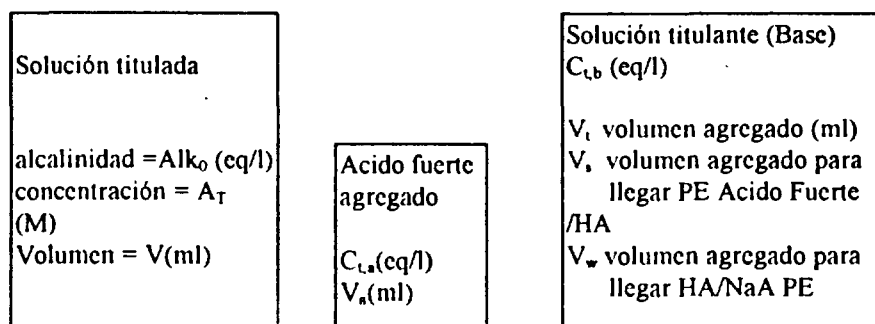 Solución titulada
alcalinidad =Alk₀ (eq/l)
concentración = A_T
(M)
Volumen = V(ml)
Acido fuerte
agregado
C_t,a(eq/l)
V_a(ml)
Solución titulante (Base)
C_t,b (eq/l)
V_t volumen agregado (ml)
V_s volumen agregado para
llegar PE Acido Fuerte
/HA
V_w volumen agregado para
llegar HA/NaA PE